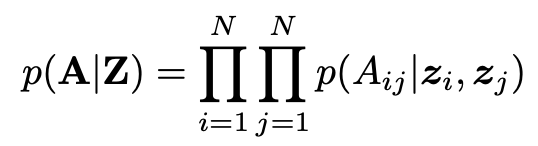 p(𝐀|𝐙) = ∏_{i=1}^{N} ∏_{j=1}^{N} p(A_{ij}|𝒛_i, 𝒛_j)